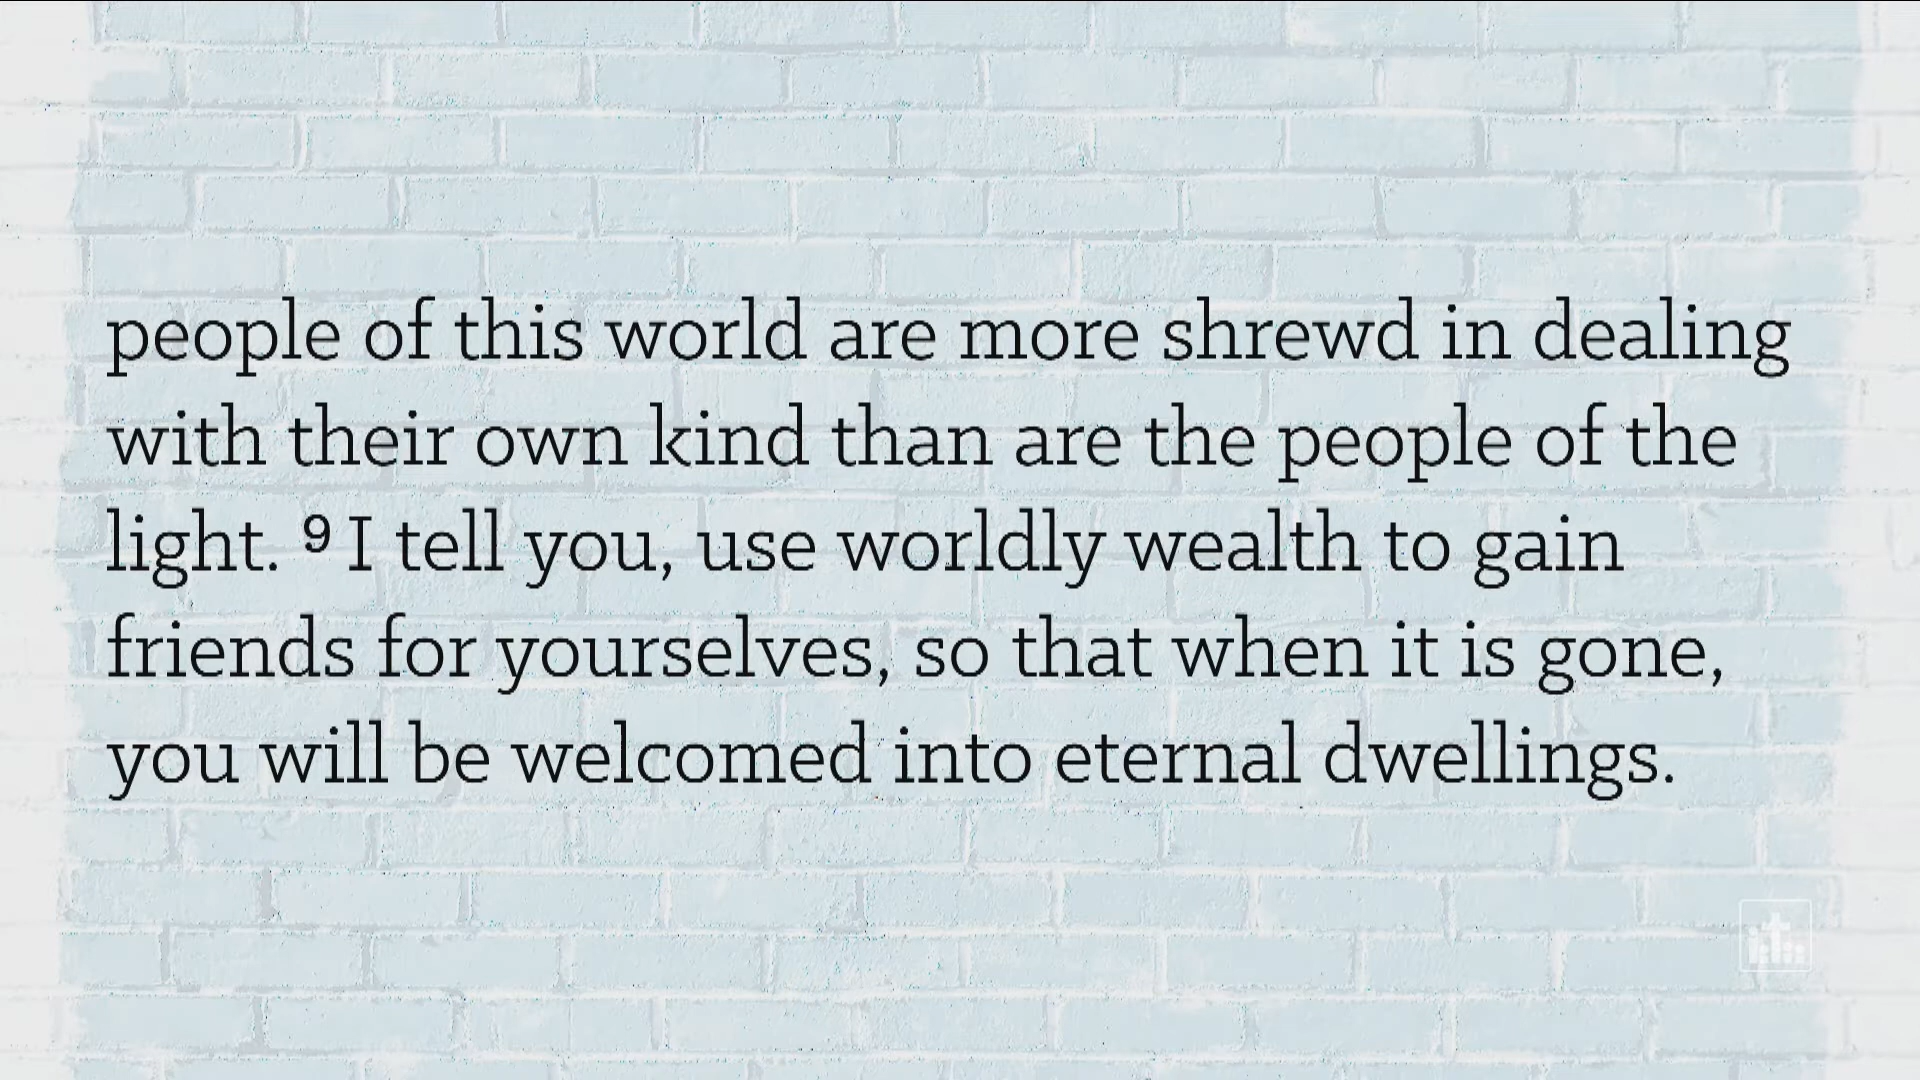 people of this world are more shrewd in dealing
with their own kind than are the people of the
light. ⁹ I tell you, use worldly wealth to gain
friends for yourselves, so that when it is gone,
you will be welcomed into eternal dwellings.